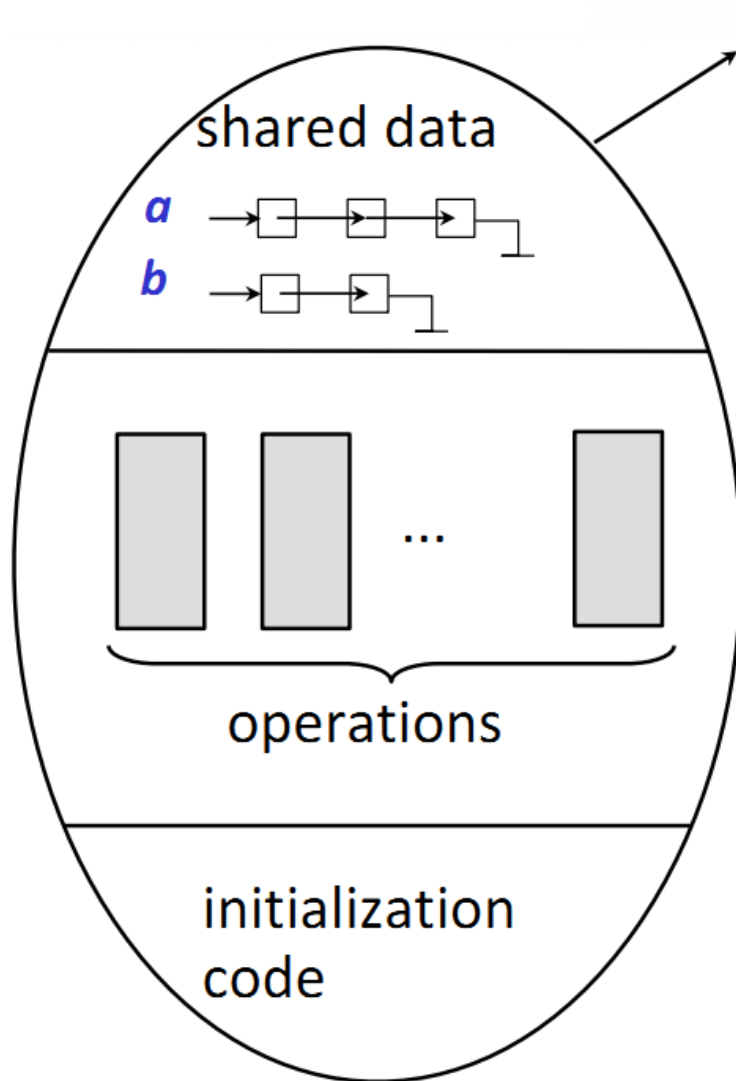 shared data
a
b
...
operations
initialization
code